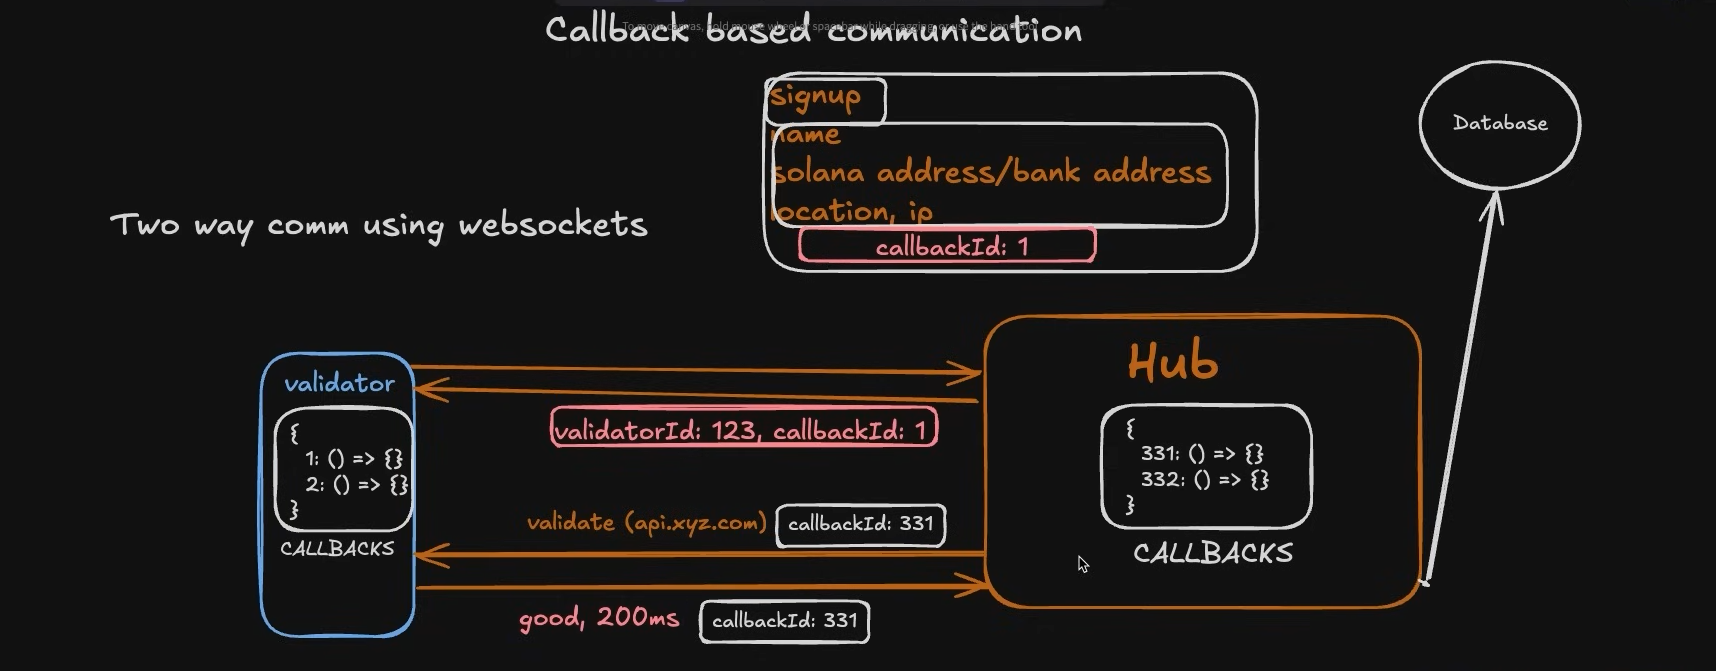 To move canvas, hold mouse wheel or spacebar while dragging, or use the hand tool
Callback based communication
signup
name
solana address/bank address
location, ip
callbackId: 1
Database
Two way comm using websockets
validator
{
1: () => {}
2: () => {}
}
CALLBACKS
validatorId: 123, callbackId: 1
validate (api.xyz.com)
callbackId: 331
good, 200ms
callbackId: 331
Hub
{
331: () => {}
332: () => {}
}
CALLBACKS